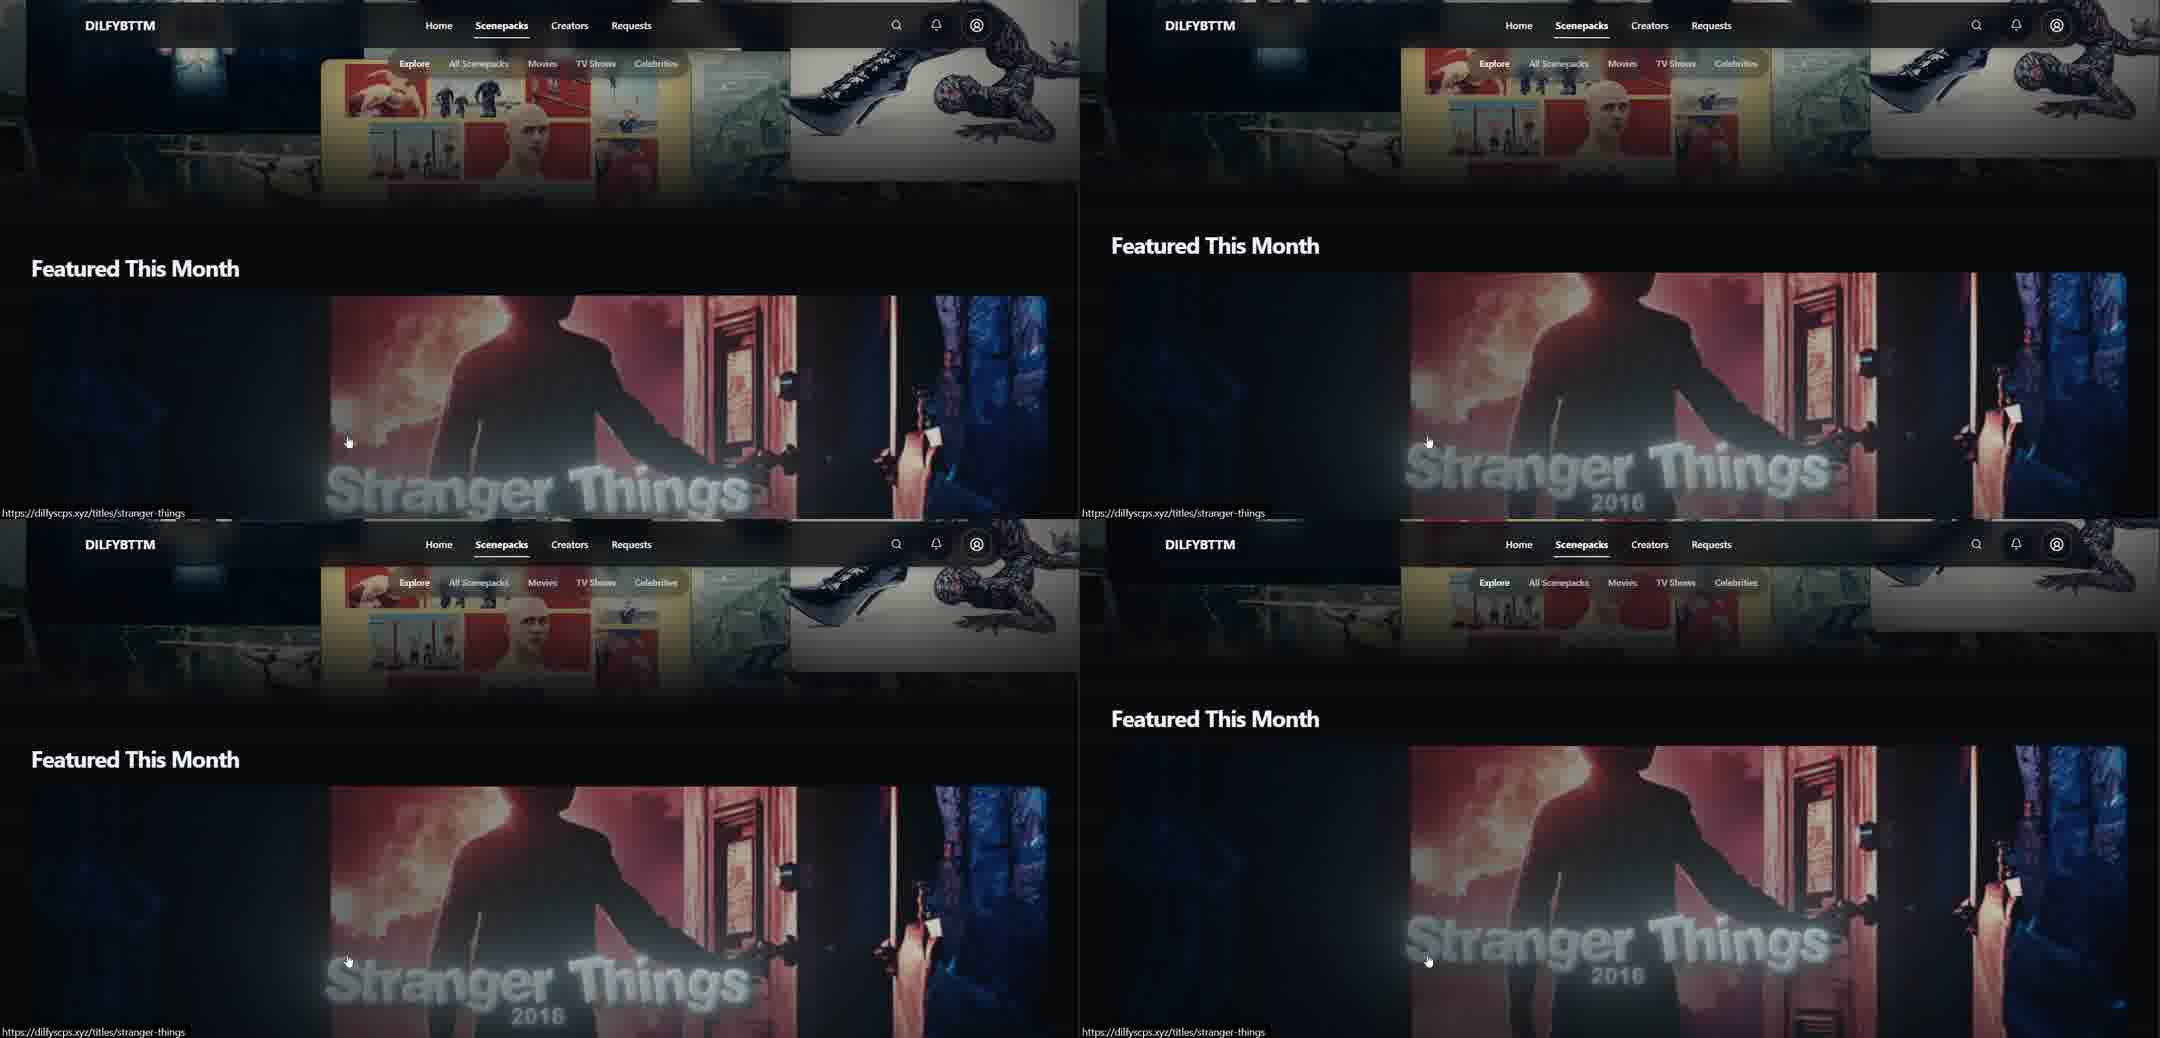 DILFYBTTM Home Scenepacks Creators Requests
Explore All Scenepacks Movies TV Shows Celebrities
Featured This Month
Stranger Things
https://dilfyscps.xyz/titles/stranger-things
DILFYBTTM Home Scenepacks Creators Requests
Explore All Scenepacks Movies TV Shows Celebrities
Featured This Month
Stranger Things
2016
https://dilfyscps.xyz/titles/stranger-things
DILFYBTTM Home Scenepacks Creators Requests
Explore All Scenepacks Movies TV Shows Celebrities
Featured This Month
Stranger Things
2016
https://dilfyscps.xyz/titles/stranger-things
DILFYBTTM Home Scenepacks Creators Requests
Explore All Scenepacks Movies TV Shows Celebrities
Featured This Month
Stranger Things
2016
https://dilfyscps.xyz/titles/stranger-things